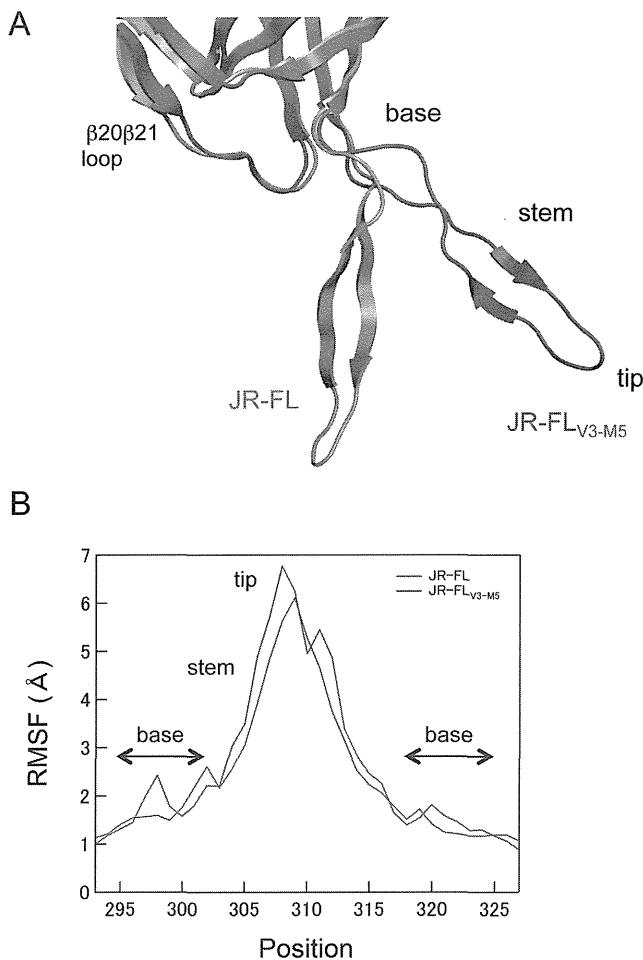 A
β20β21
loop
base
stem
tip
JR-FL
JR-FLV3-M5
B
7
6
5
4
3
2
1
0
RMSF (Å)
tip
stem
base
base
JR-FL
JR-FLV3-M5
295 300 305 310 315 320 325
Position